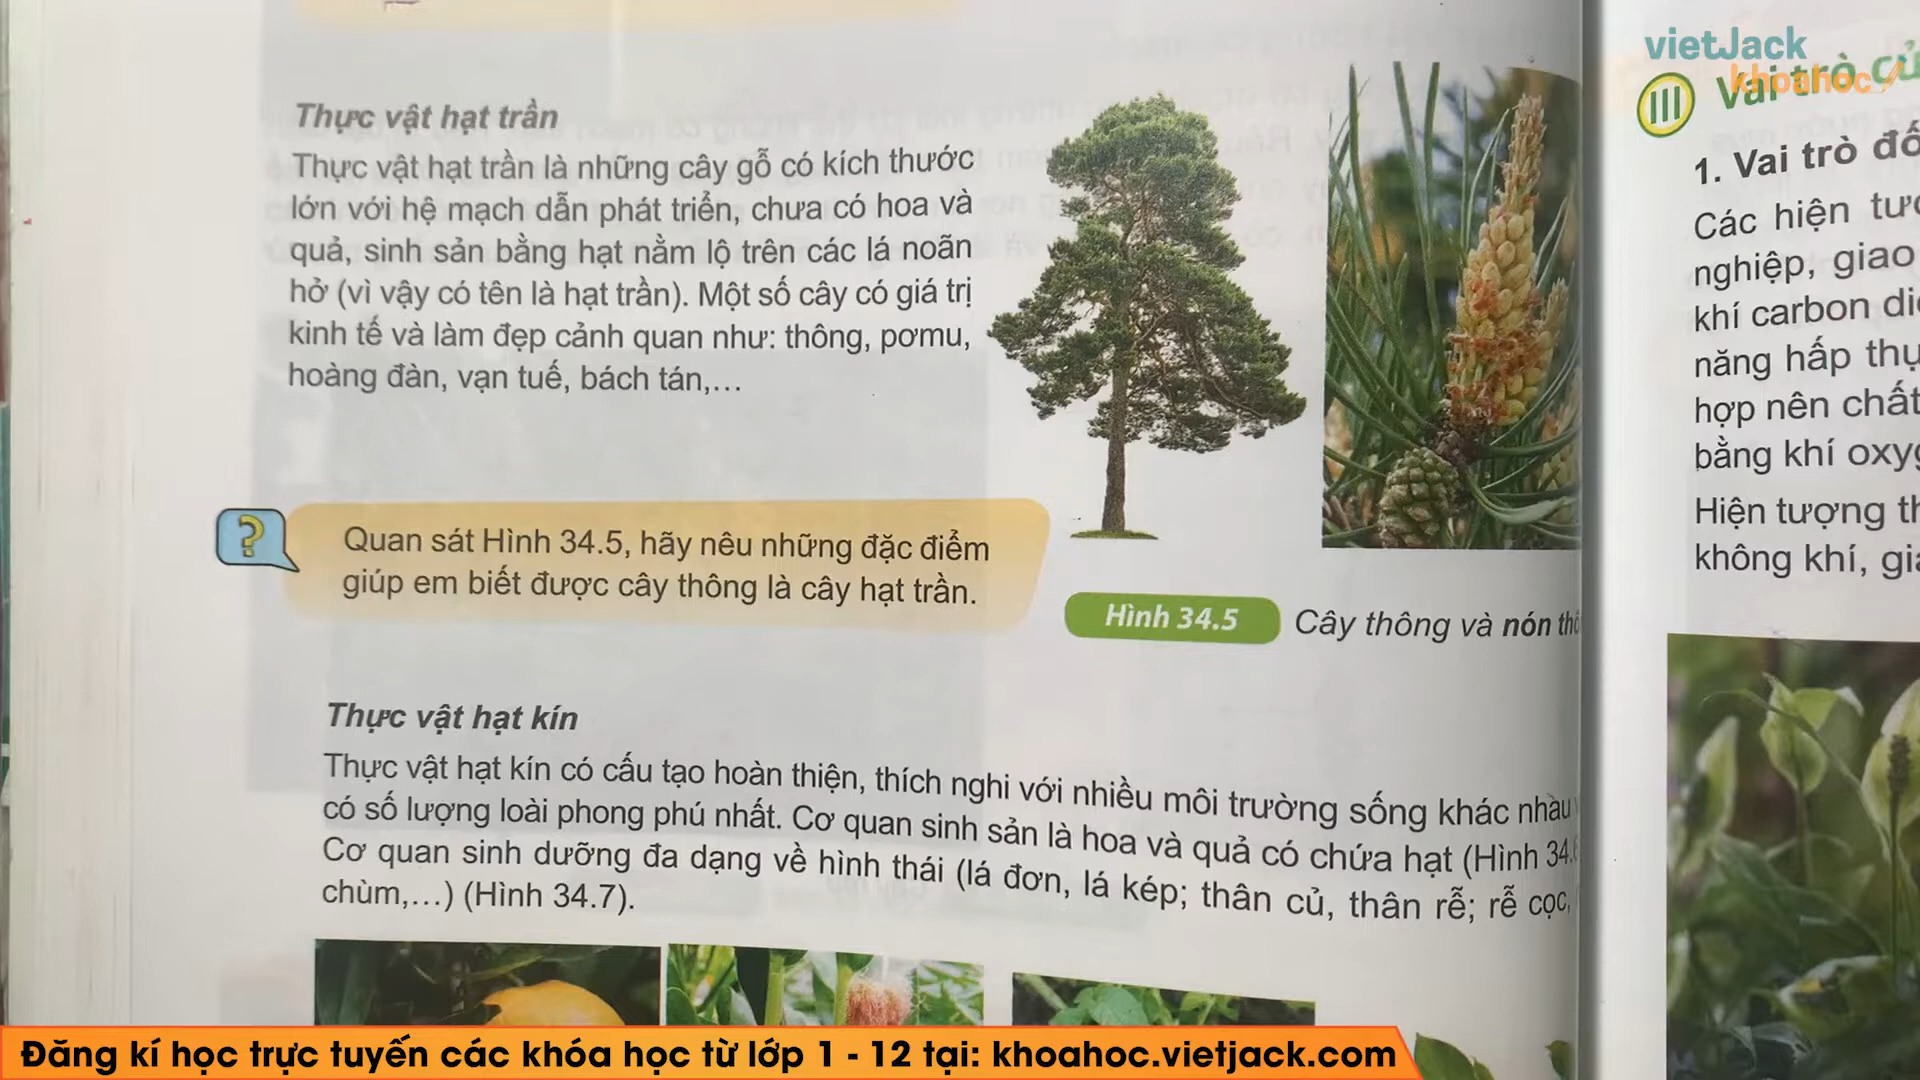 Thực vật hạt trần
Thực vật hạt trần là những cây gỗ có kích thước
lớn với hệ mạch dẫn phát triển, chưa có hoa và
quả, sinh sản bằng hạt nằm lộ trên các lá noãn
hở (vì vậy có tên là hạt trần). Một số cây có giá trị
kinh tế và làm đẹp cảnh quan như: thông, pơmu,
hoàng đàn, vạn tuế, bách tán,...
?
Quan sát Hình 34.5, hãy nêu những đặc điểm
giúp em biết được cây thông là cây hạt trần.
Hình 34.5 Cây thông và nón
Thực vật hạt kín
Thực vật hạt kín có cấu tạo hoàn thiện, thích nghi với nhiều môi trường sống khác nhau
có số lượng loài phong phú nhất. Cơ quan sinh sản là hoa và quả có chứa hạt (Hình 34.
Cơ quan sinh dưỡng đa dạng về hình thái (lá đơn, lá kép; thân củ, thân rễ; rễ cọc,
chùm,...) (Hình 34.7).
vietJack
khoahoc
III Vai trò
1. Vai trò
Các hiện
nghiệp, giao
khí carbon
năng hấp
hợp nên chất
bằng khí
Hiện tượng
không khí,
Đăng kí học trực tuyến các khóa học từ lớp 1 - 12 tại: khoahoc.vietjack.com